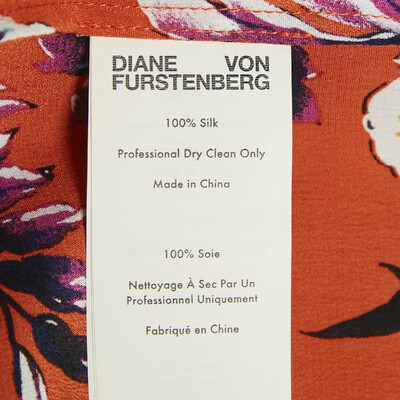 DIANE VON
FURSTENBERG
100% Silk
Professional Dry Clean Only
Made in China
100% Soie
Nettoyage À Sec Par Un
Professionnel Uniquement
Fabriqué en Chine